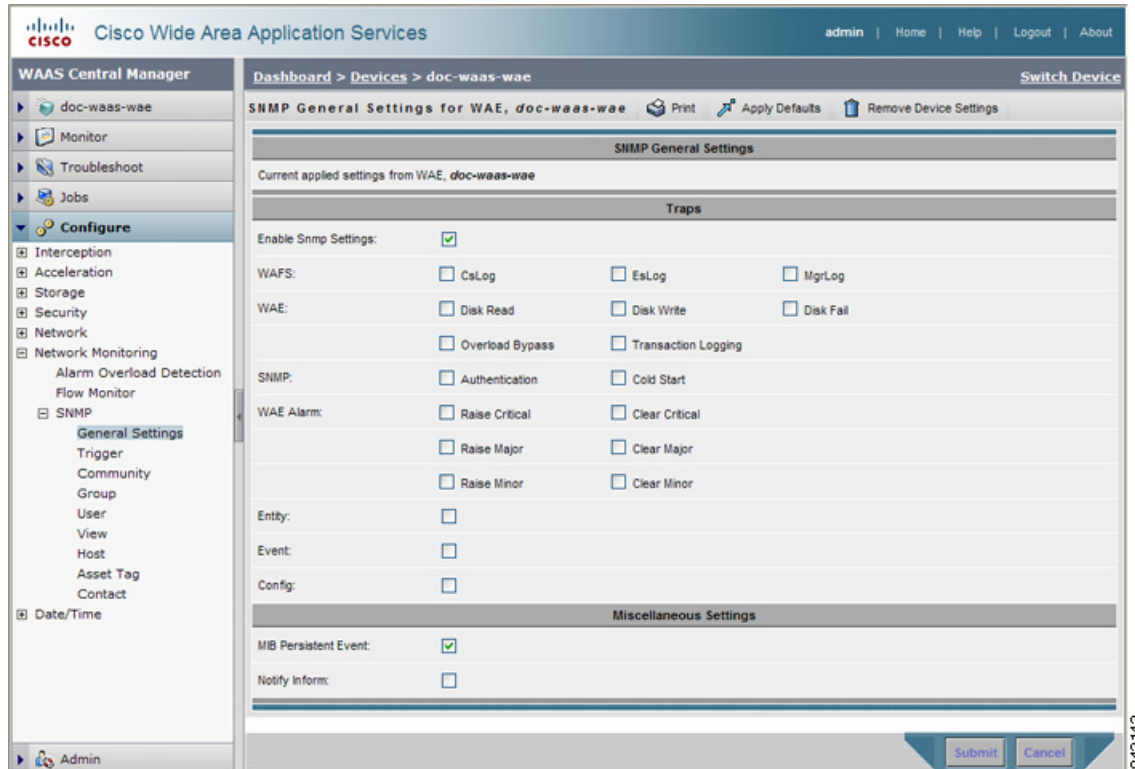 CISCO
Cisco Wide Area Application Services
admin | Home | Help | Logout | About
WAAS Central Manager
doc-waas-wae
Monitor
Troubleshoot
Jobs
Configure
Interception
Acceleration
Storage
Security
Network
Network Monitoring
Alarm Overload Detection
Flow Monitor
SNMP
General Settings
Trigger
Community
Group
User
View
Host
Asset Tag
Contact
Date/Time
Admin
Dashboard > Devices > doc-waas-wae
Switch Device
SNMP General Settings for WAE, doc-waas-wae Print Apply Defaults Remove Device Settings
SNMP General Settings
Current applied settings from WAE, doc-waas-wae
Traps
Enable Snmp Settings:
WAFS: CsLog EsLog MgrLog
WAE: Disk Read Disk Write Disk Fail
Overload Bypass Transaction Logging
SNMP: Authentication Cold Start
WAE Alarm: Raise Critical Clear Critical
Raise Major Clear Major
Raise Minor Clear Minor
Entity:
Event:
Config:
Miscellaneous Settings
MIB Persistent Event:
Notify Inform:
Submit Cancel